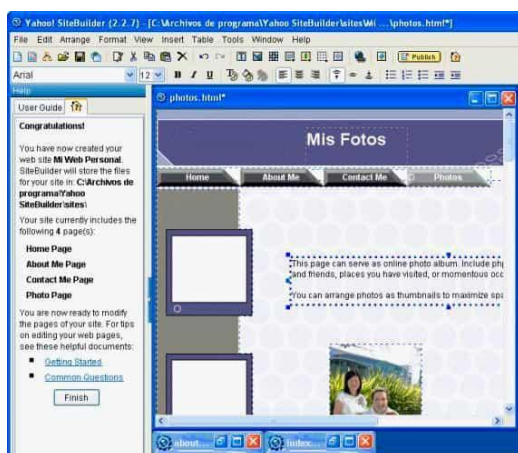 Yahoo! SiteBuilder (2.2.7) - [C:\Archivos de programa\Yahoo SiteBuilder\sites\Mi ...\photos.html*]
File Edit Arrange Format View Insert Table Tools Window Help
Publish
Arial 12 B I U
Help
User Guide
photos.html*
Congratulations!
You have now created your
web site Mi Web Personal.
SiteBuilder will store the files
for your site in: C:\Archivos de
programa\Yahoo
SiteBuilder\sites\
Your site currently includes the
following 4 page(s):
Home Page
About Me Page
Contact Me Page
Photo Page
You are now ready to modify
the pages of your site. For tips
on editing your web pages,
see these helpful documents:
Getting Started
Common Questions
Finish
Mis Fotos
Home About Me Contact Me Photos
This page can serve as online photo album. Include
and friends, places you have visited, or momentous occ
You can arrange photos as thumbnails to maximize spa
about... index...